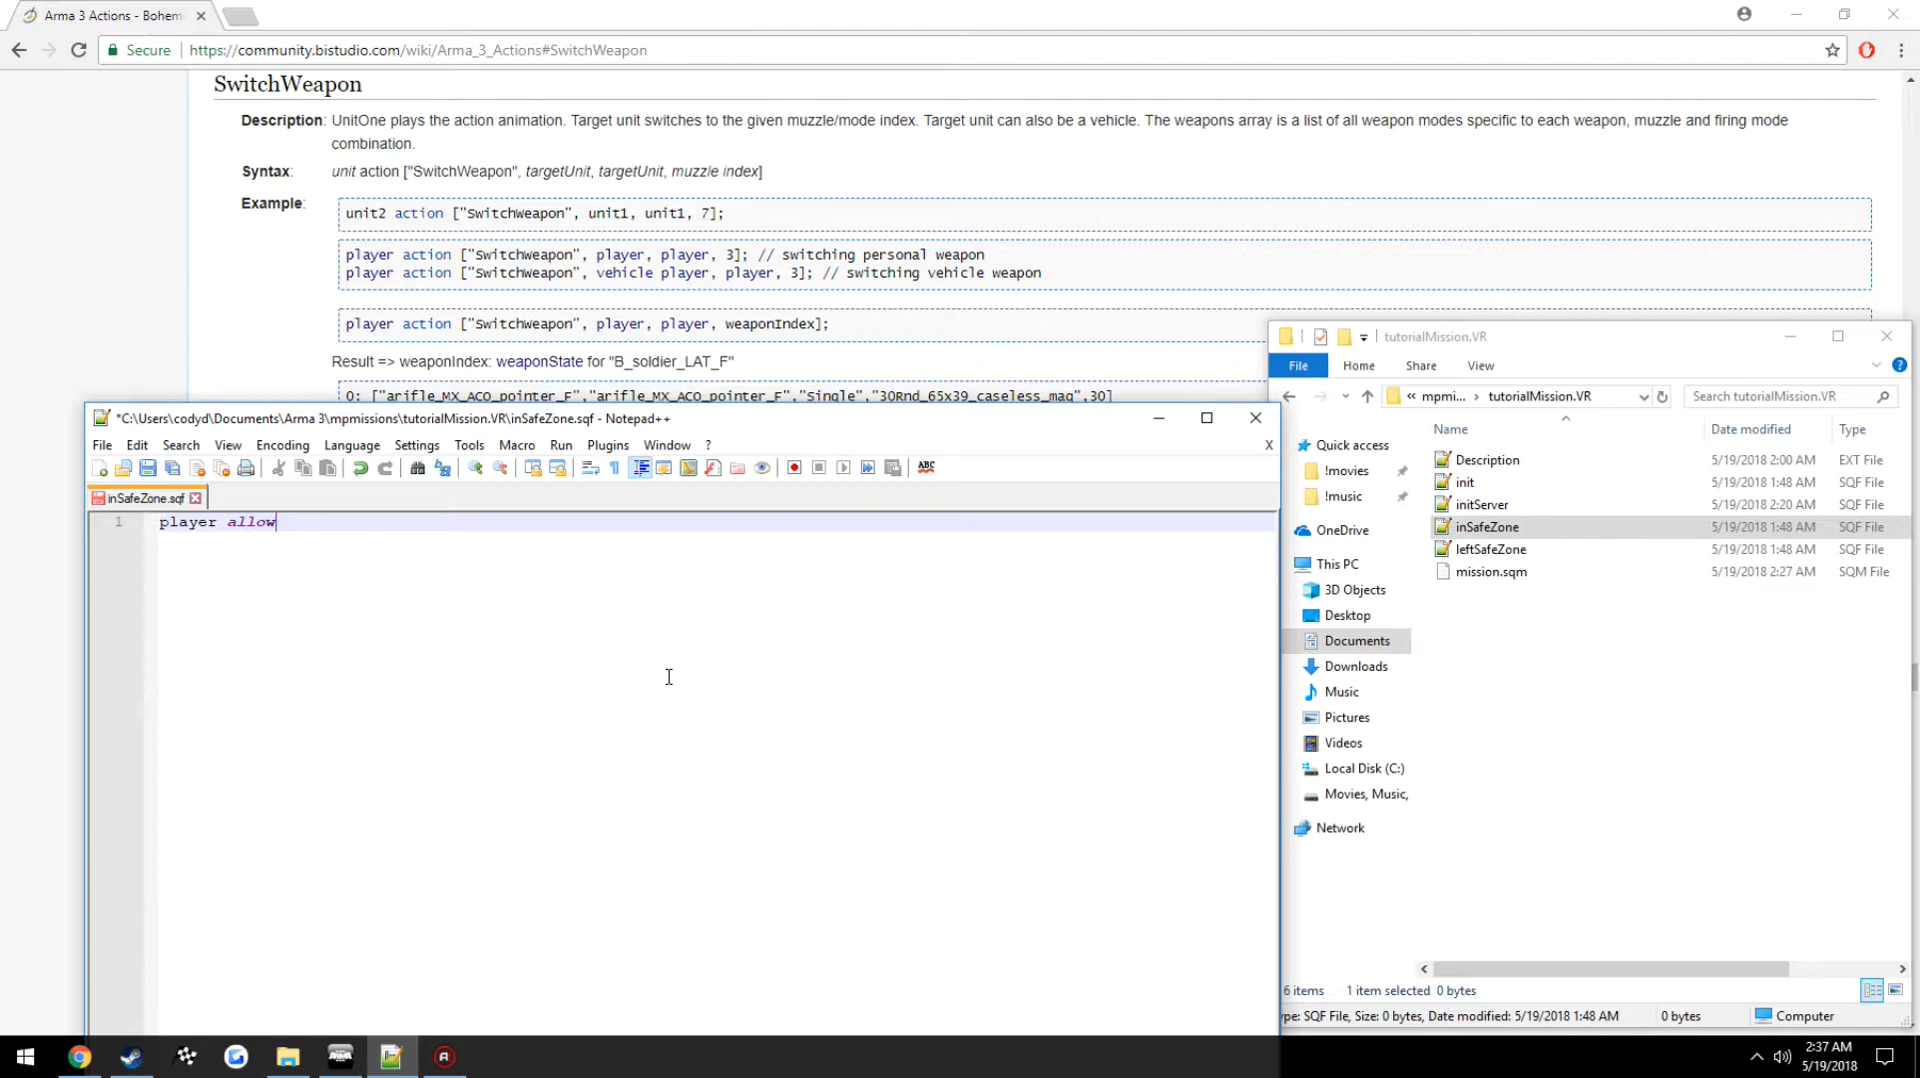 Arma 3 Actions - Bohemi
Secure
https://community.bistudio.com/wiki/Arma_3_Actions#SwitchWeapon
SwitchWeapon
Description: UnitOne plays the action animation. Target unit switches to the given muzzle/mode index. Target unit can also be a vehicle. The weapons array is a list of all weapon modes specific to each weapon, muzzle and firing mode
combination.
Syntax: unit action ["SwitchWeapon", targetUnit, targetUnit, muzzle index]
Example:
unit2 action ["SwitchWeapon", unit1, unit1, 7];
player action ["SwitchWeapon", player, player, 3]; // switching personal weapon
player action ["SwitchWeapon", vehicle player, player, 3]; // switching vehicle weapon
player action ["SwitchWeapon", player, player, weaponIndex];
Result => weaponIndex: weaponState for "B_soldier_LAT_F"
0: ["arifle_MX_ACO_pointer_F","arifle_MX_ACO_pointer_F","Single","30Rnd_65x39_caseless_mag",30]
*C:\Users\codyd\Documents\Arma 3\mpmissions\tutorialMission.VR\inSafeZone.sqf - Notepad++
File Edit Search View Encoding Language Settings Tools Macro Run Plugins Window ? X
ABC
inSafeZone.sqf
1 player allow
tutorialMission.VR
File Home Share View
« mpmi... tutorialMission.VR
Search tutorialMission.VR
Quick access
!movies
!music
OneDrive
This PC
3D Objects
Desktop
Documents
Downloads
Music
Pictures
Videos
Local Disk (C:)
Movies, Music,
Network
Name Date modified Type
Description 5/19/2018 2:00 AM EXT File
init 5/19/2018 1:48 AM SQF File
initServer 5/19/2018 2:20 AM SQF File
inSafeZone 5/19/2018 1:48 AM SQF File
leftSafeZone 5/19/2018 1:48 AM SQF File
mission.sqm 5/19/2018 2:27 AM SQM File
6 items 1 item selected 0 bytes
ype: SQF File, Size: 0 bytes, Date modified: 5/19/2018 1:48 AM 0 bytes Computer
2:37 AM
5/19/2018